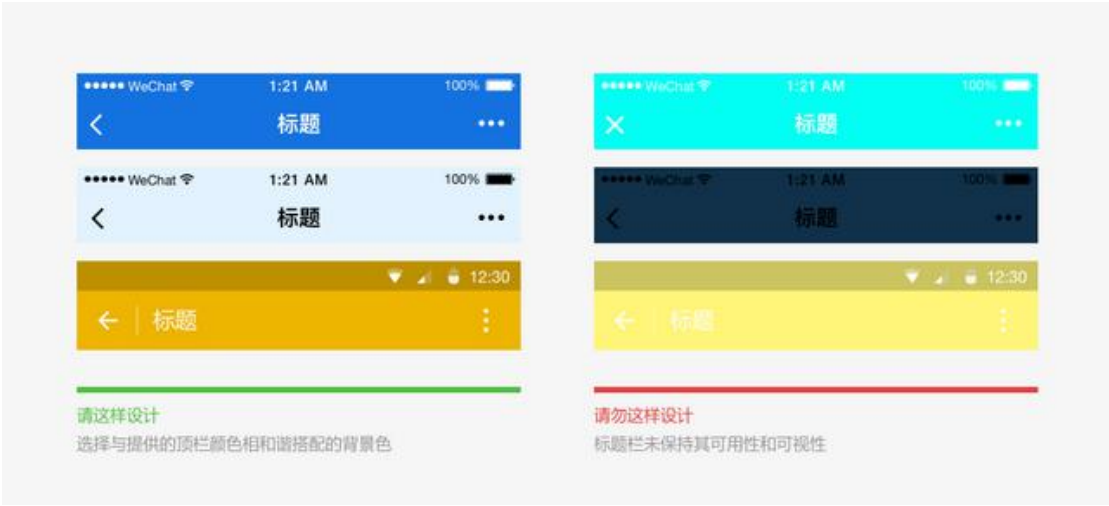 WeChat 1:21 AM 100%
标题
WeChat 1:21 AM 100%
标题
12:30
标题
请这样设计
选择与提供的顶栏颜色相和谐搭配的背景色
WeChat 1:21 AM 100%
标题
WeChat 1:21 AM 100%
标题
12:30
标题
请勿这样设计
标题栏未保持其可用性和可视性